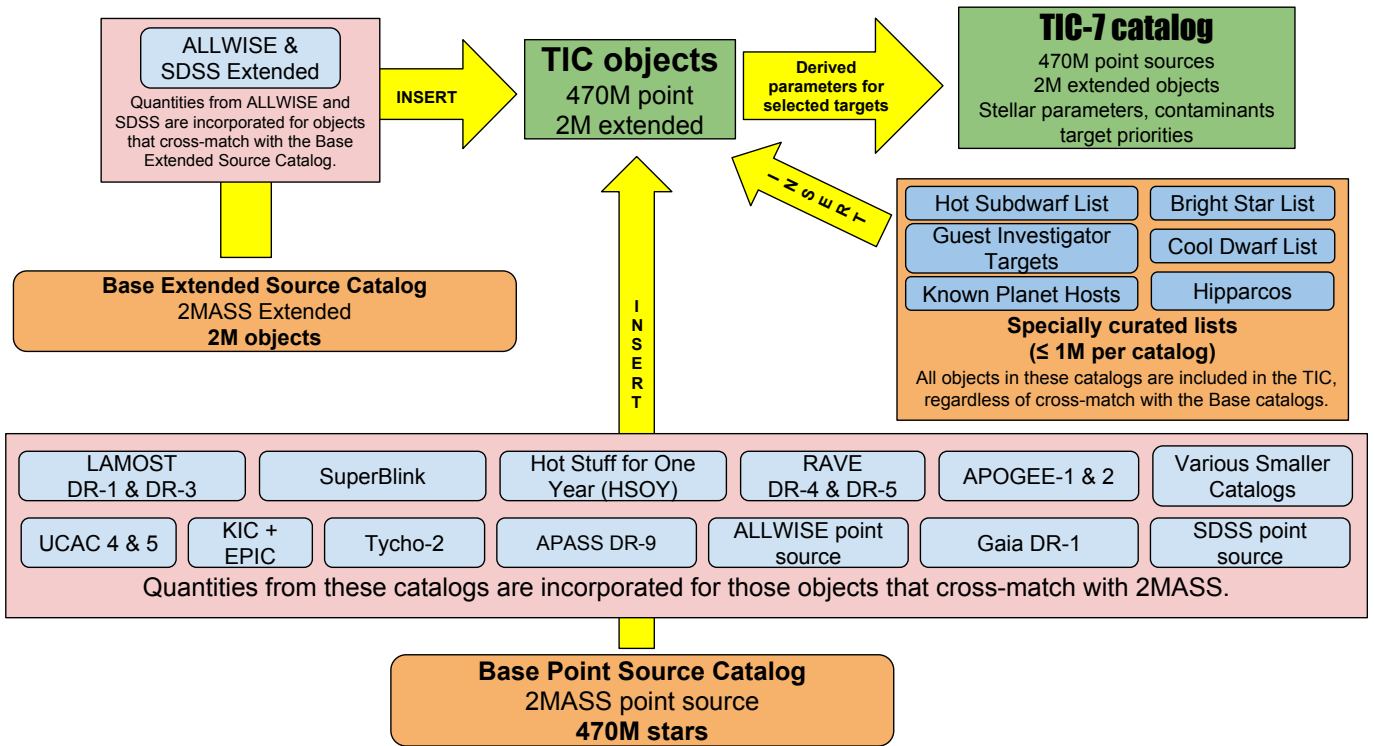 ALLWISE &
SDSS Extended
Quantities from ALLWISE and
SDSS are incorporated for objects
that cross-match with the Base
Extended Source Catalog.
INSERT
TIC objects
470M point
2M extended
Derived
parameters for
selected targets
TIC-7 catalog
470M point sources
2M extended objects
Stellar parameters, contaminants
target priorities
INSERT
Hot Subdwarf List
Bright Star List
Guest Investigator
Targets
Cool Dwarf List
Known Planet Hosts
Hipparcos
Specially curated lists
(≤ 1M per catalog)
All objects in these catalogs are included in the TIC,
regardless of cross-match with the Base catalogs.
Base Extended Source Catalog
2MASS Extended
2M objects
INSERT
LAMOST
DR-1 & DR-3
SuperBlink
Hot Stuff for One
Year (HSOY)
RAVE
DR-4 & DR-5
APOGEE-1 & 2
Various Smaller
Catalogs
UCAC 4 & 5
KIC +
EPIC
Tycho-2
APASS DR-9
ALLWISE point
source
Gaia DR-1
SDSS point
source
Quantities from these catalogs are incorporated for those objects that cross-match with 2MASS.
Base Point Source Catalog
2MASS point source
470M stars